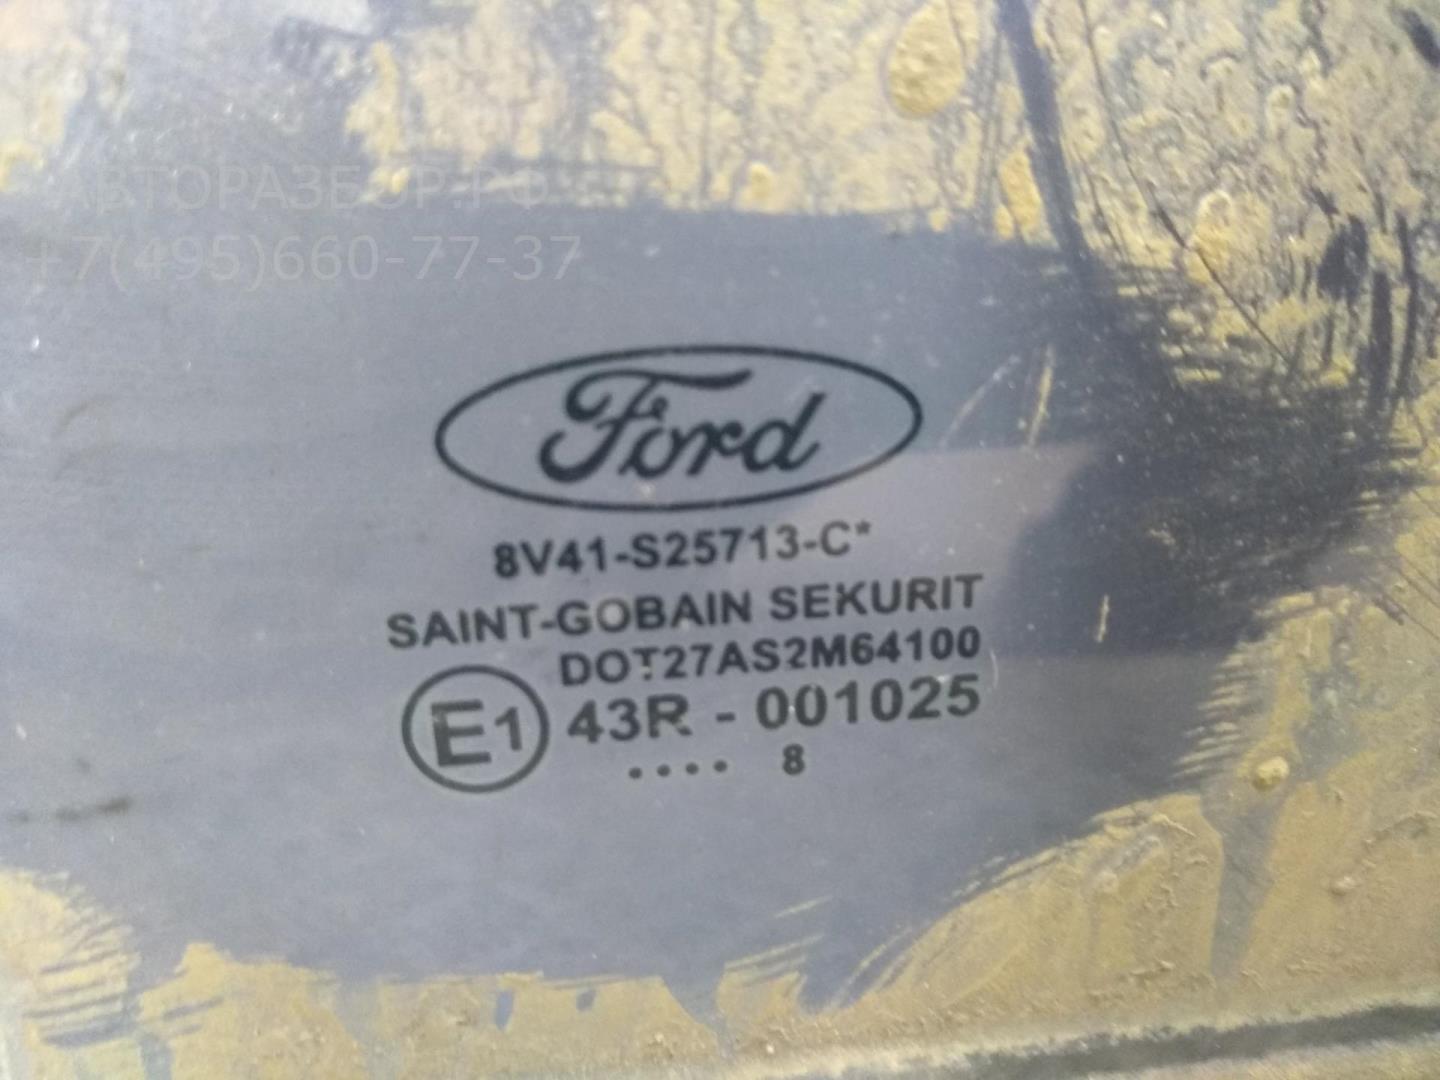 АВТОРАЗБОР.РФ
+7(495)660-77-37
Ford
8V41-S25713-C*
SAINT-GOBAIN SEKURIT
DOT27AS2M64100
E1 43R - 001025
.... 8